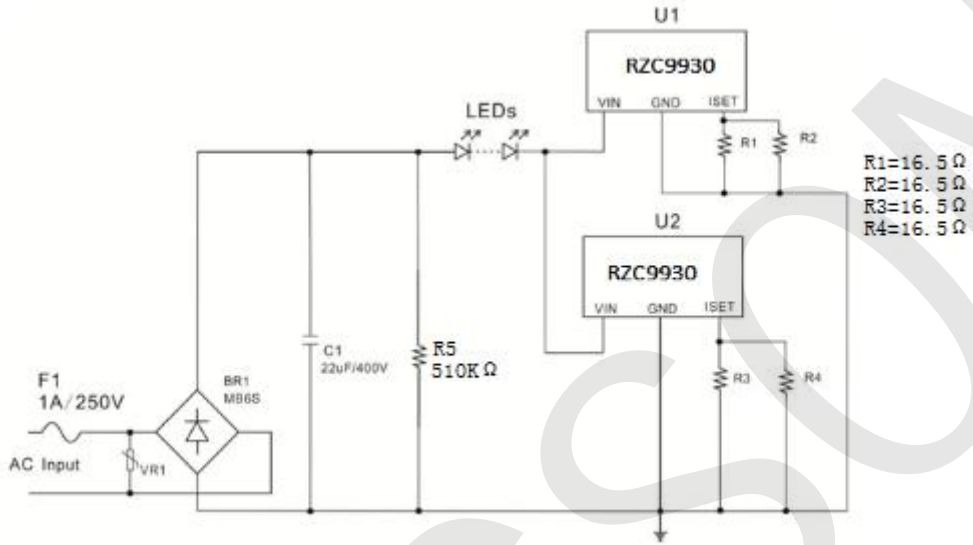 U1
RZC9930
VIN GND ISET
R1 R2
LEDs
R1=16.5Ω
R2=16.5Ω
R3=16.5Ω
R4=16.5Ω
U2
RZC9930
VIN GND ISET
R3 R4
C1
22uF/400V
R5
510KΩ
F1
1A/250V
BR1
MB6S
AC Input
VR1